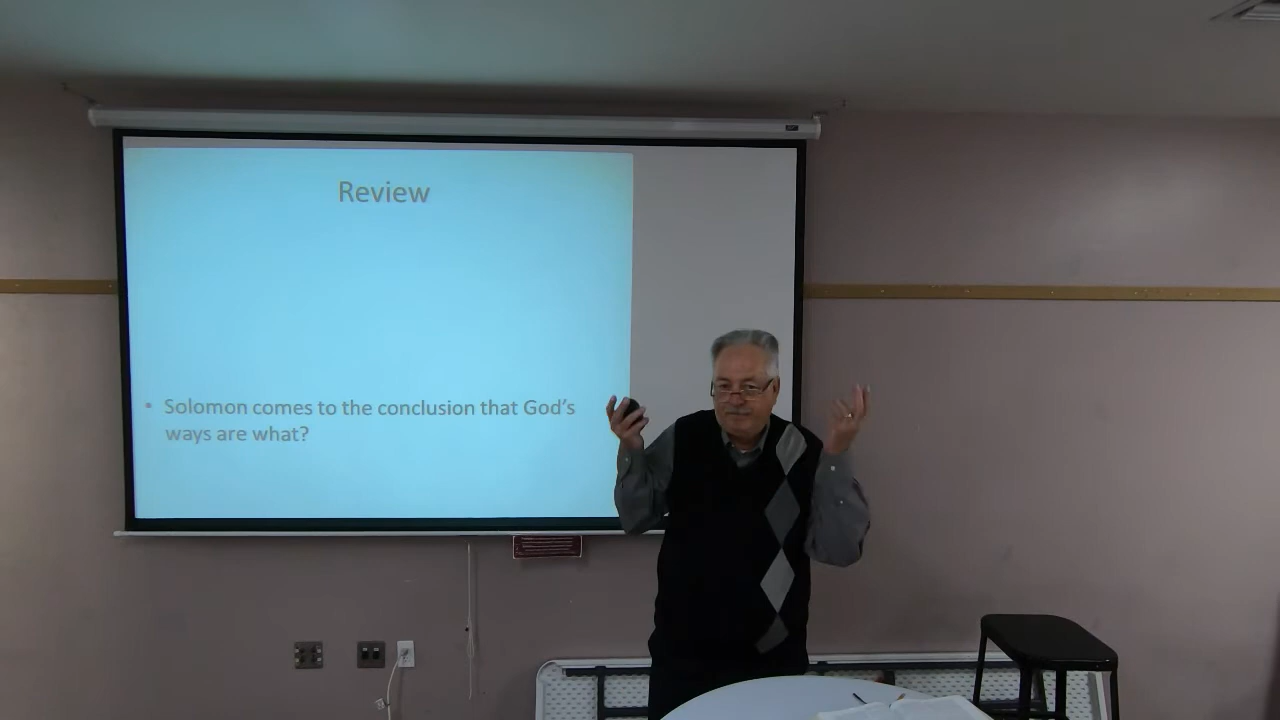 Review
• Solomon comes to the conclusion that God's
ways are what?